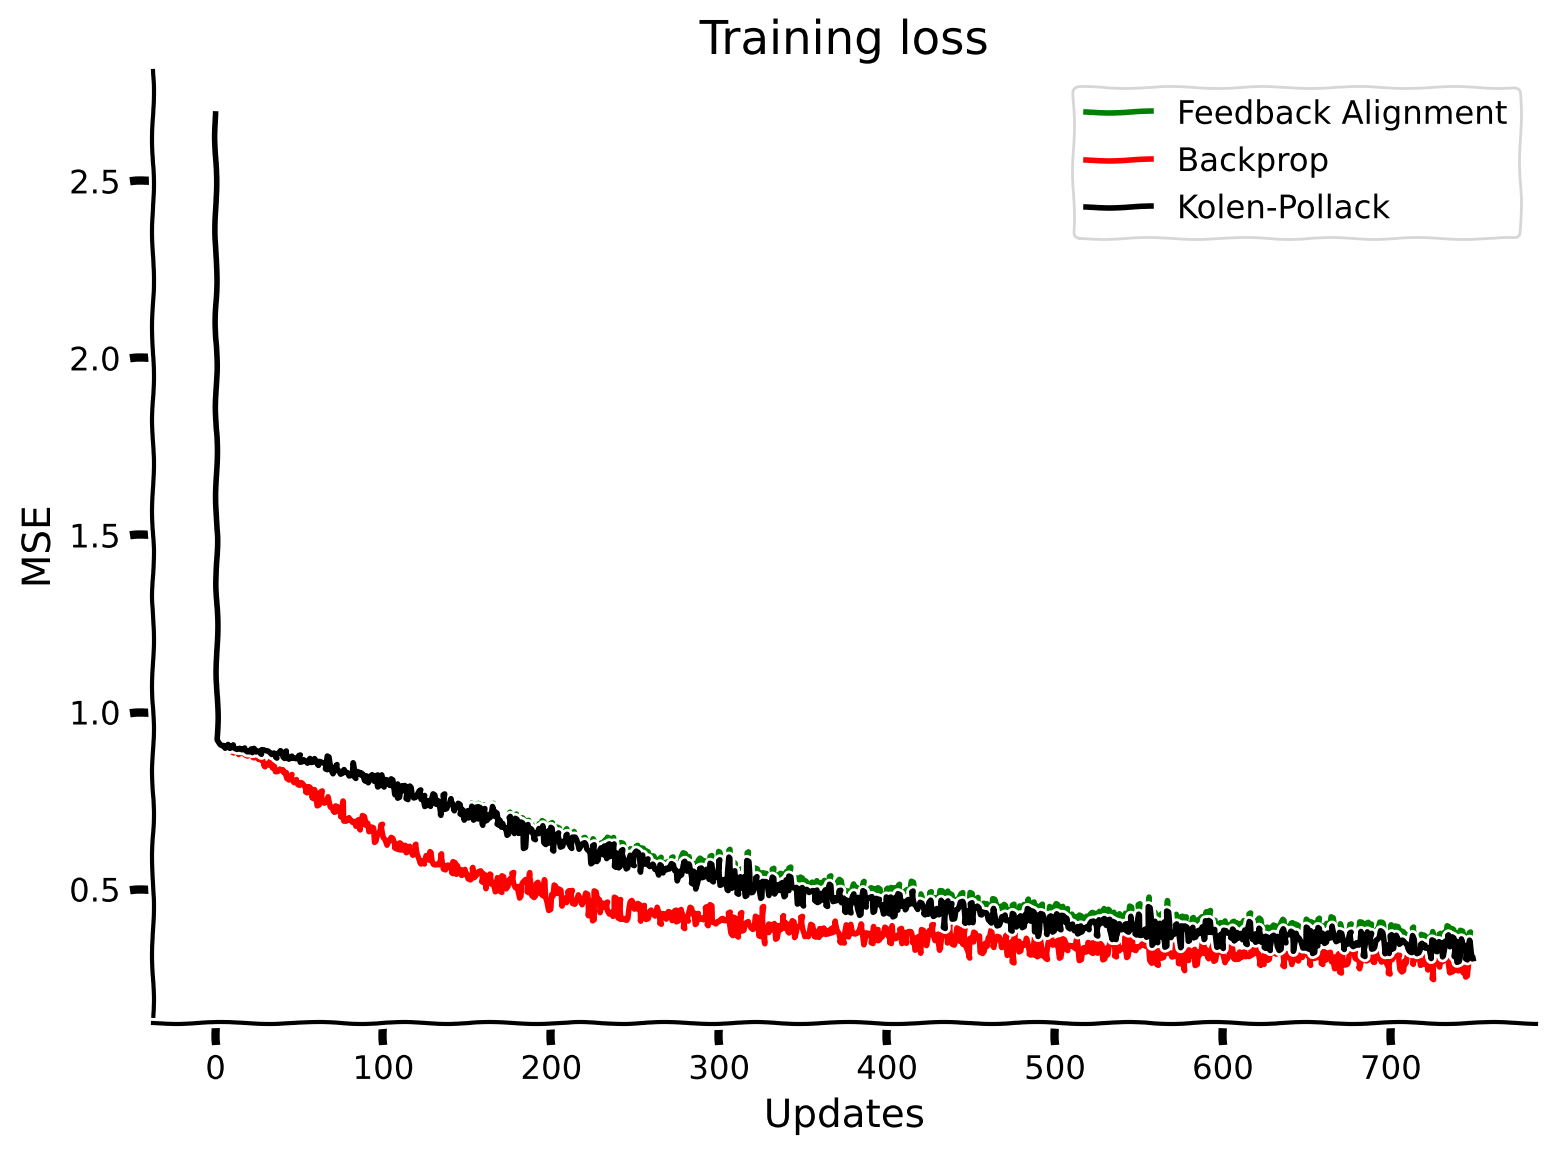 Training loss
Feedback Alignment
Backprop
Kolen-Pollack
MSE
2.5
2.0
1.5
1.0
0.5
0 100 200 300 400 500 600 700
Updates